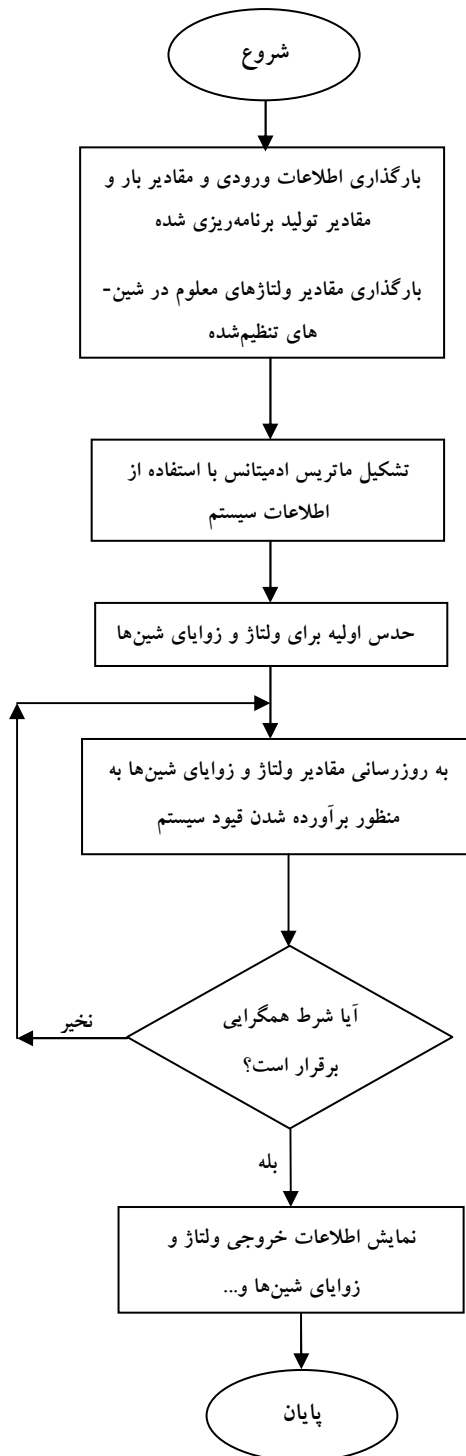 شروع
بارگذاری اطلاعات ورودی و مقادیر بار و
مقادیر تولید برنامه‌ریزی شده
بارگذاری مقادیر ولتاژهای معلوم در شین-
های تنظیم‌شده
تشکیل ماتریس ادمیتانس با استفاده از
اطلاعات سیستم
حدس اولیه برای ولتاژ و زوایای شین‌ها
به روزرسانی مقادیر ولتاژ و زوایای شین‌ها به
منظور برآورده شدن قیود سیستم
آیا شرط همگرایی
برقرار است؟
نخیر
بله
نمایش اطلاعات خروجی ولتاژ و
زوایای شین‌ها و...
پایان